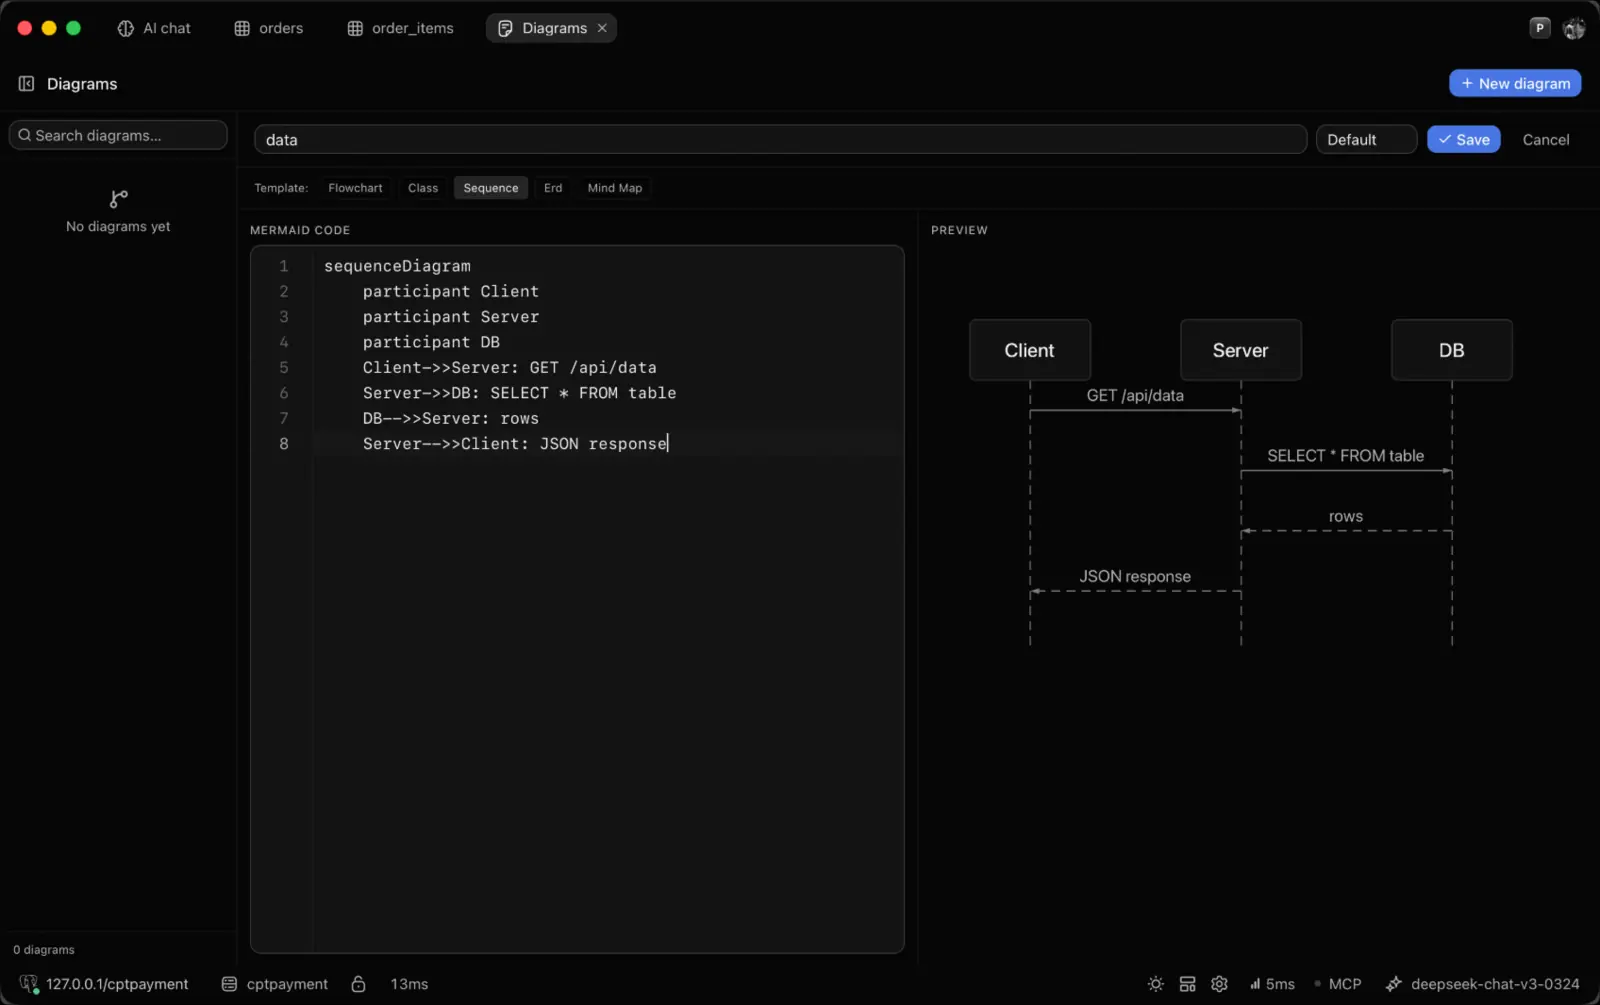 AI chat
orders
order_items
Diagrams
P
Diagrams
+ New diagram
Search diagrams...
data
Default
Save
Cancel
Template:
Flowchart
Class
Sequence
Erd
Mind Map
No diagrams yet
MERMAID CODE
1 sequenceDiagram
2 participant Client
3 participant Server
4 participant DB
5 Client->>Server: GET /api/data
6 Server->>DB: SELECT * FROM table
7 DB-->>Server: rows
8 Server-->>Client: JSON response
PREVIEW
Client
Server
DB
GET /api/data
SELECT * FROM table
rows
JSON response
0 diagrams
127.0.0.1/cptpayment
cptpayment
13ms
5ms
MCP
deepseek-chat-v3-0324